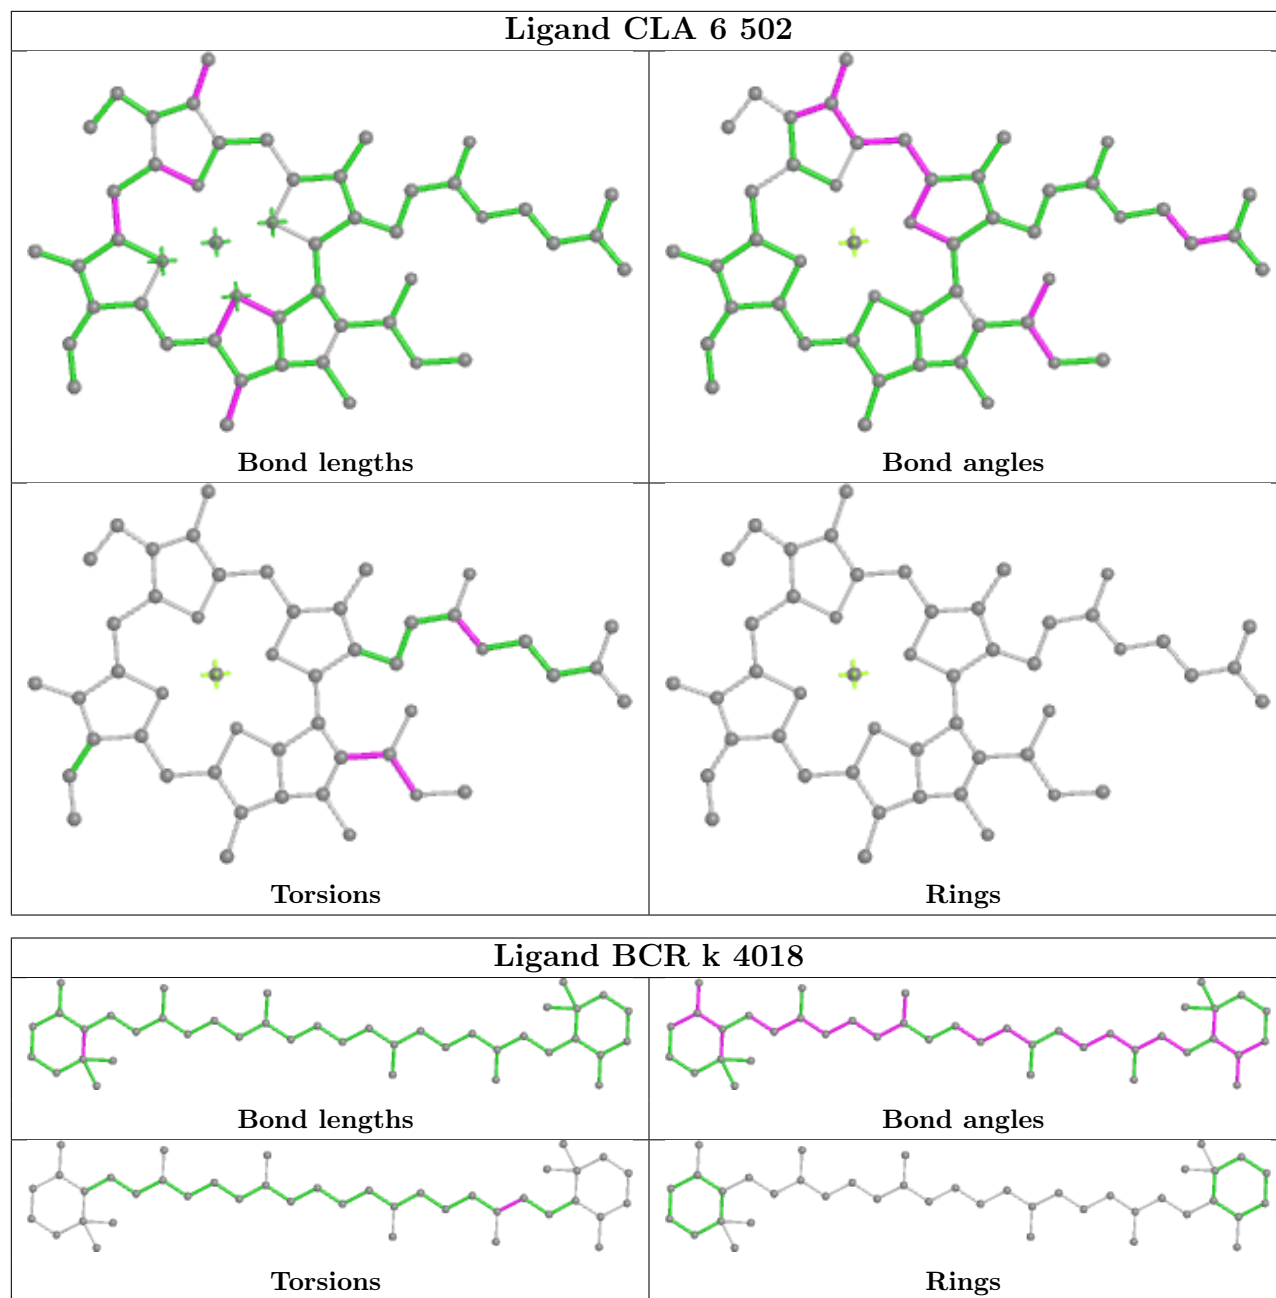 Ligand CLA 6 502
Bond lengths
Bond angles
Torsions
Rings
Ligand BCR k 4018
Bond lengths
Bond angles
Torsions
Rings